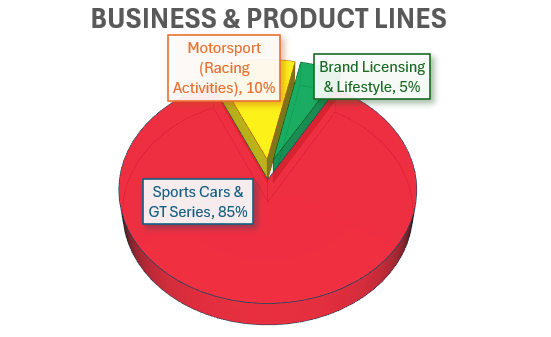 BUSINESS & PRODUCT LINES
Motorsport
(Racing
Activities), 10%
Brand Licensing
& Lifestyle, 5%
Sports Cars &
GT Series, 85%